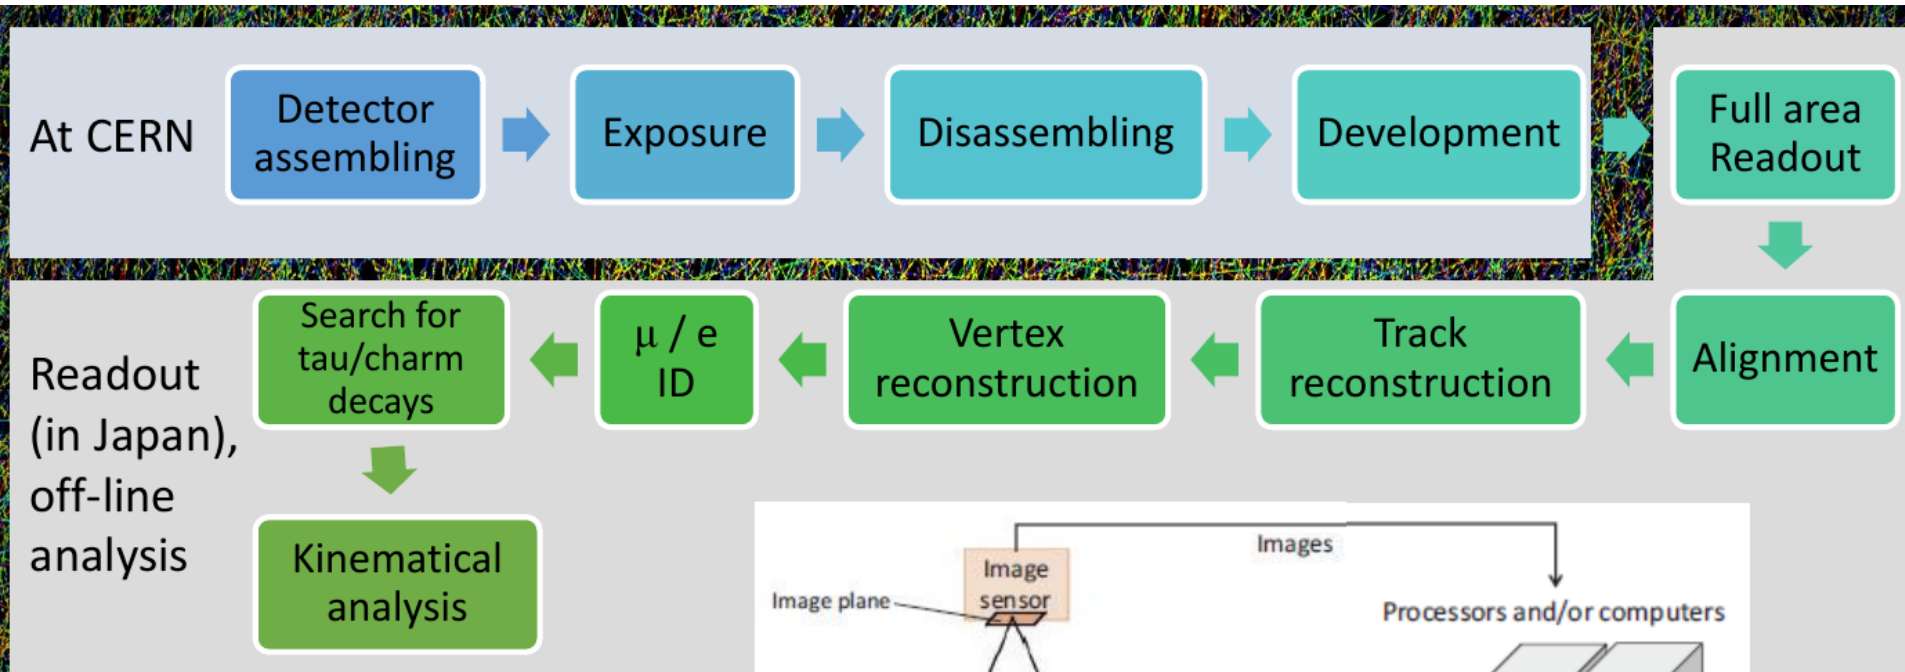 At CERN
Detector
assembling
Exposure
Disassembling
Development
Full area
Readout
Readout
(in Japan),
off-line
analysis
Alignment
Track
reconstruction
Vertex
reconstruction
μ / e
ID
Search for
tau/charm
decays
Kinematical
analysis
Images
Image
sensor
Image plane
Processors and/or computers